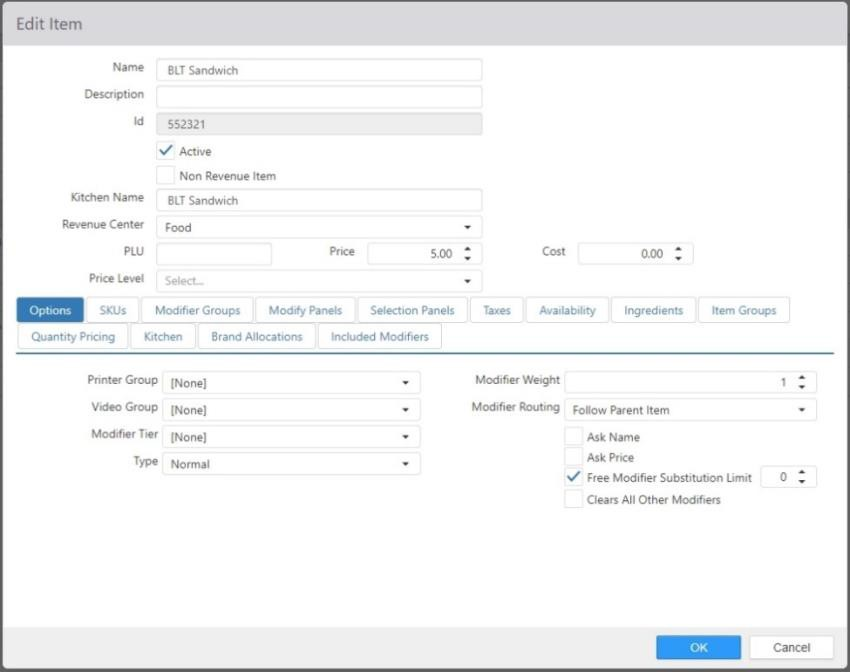 Edit Item
Name BLT Sandwich
Description
Id 552321
Active
Non Revenue Item
Kitchen Name BLT Sandwich
Revenue Center Food
PLU Price 5.00 Cost 0.00
Price Level Select...
Options SKUs Modifier Groups Modify Panels Selection Panels Taxes Availability Ingredients Item Groups
Quantity Pricing Kitchen Brand Allocations Included Modifiers
Printer Group [None] Modifier Weight 1
Video Group [None] Modifier Routing Follow Parent Item
Modifier Tier [None] Ask Name
Type Normal Ask Price
Free Modifier Substitution Limit 0
Clears All Other Modifiers
OK Cancel